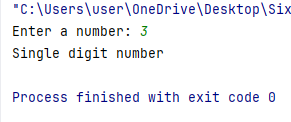 "C:\Users\user\OneDrive\Desktop\Six
Enter a number: 3
Single digit number
Process finished with exit code 0